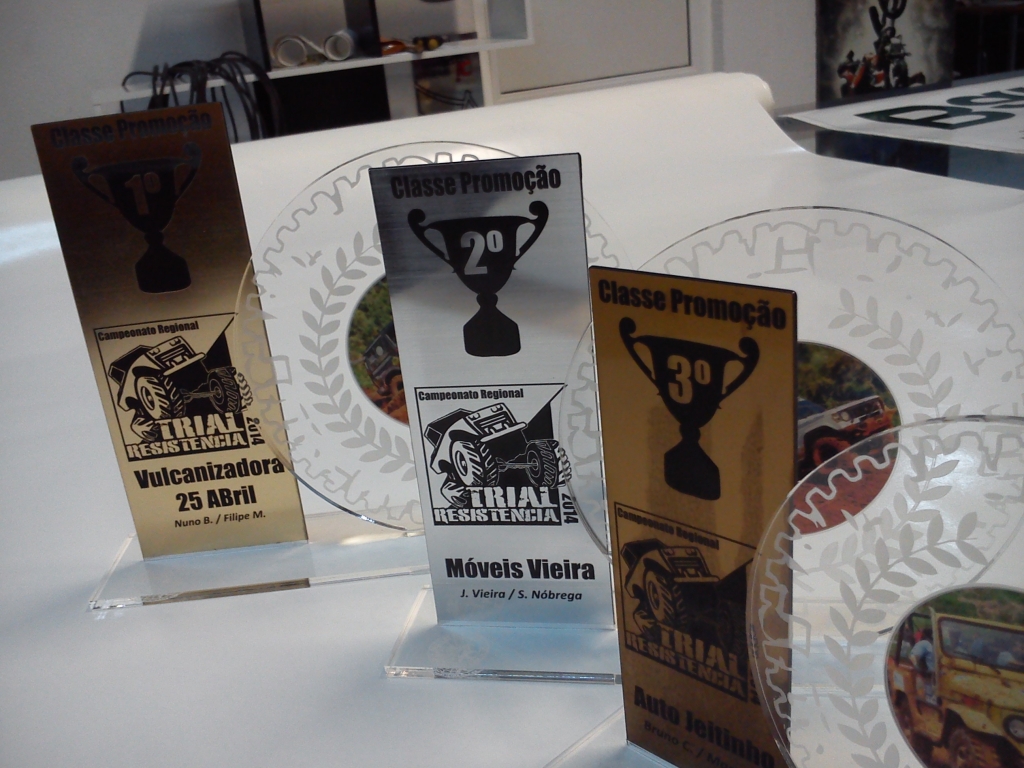 Classe Promoção
1º
Campeonato Regional
TRIAL
RESISTENCIA
2014
Vulcanizadora
25 ABril
Nuno B. / Filipe M.
Classe Promoção
2º
Campeonato Regional
TRIAL
RESISTENCIA
2014
Móveis Vieira
J. Vieira / S. Nóbrega
Classe Promoção
3º
Campeonato Regional
TRIAL
RESISTENCIA
Auto Jeitinho
Bruno C. /